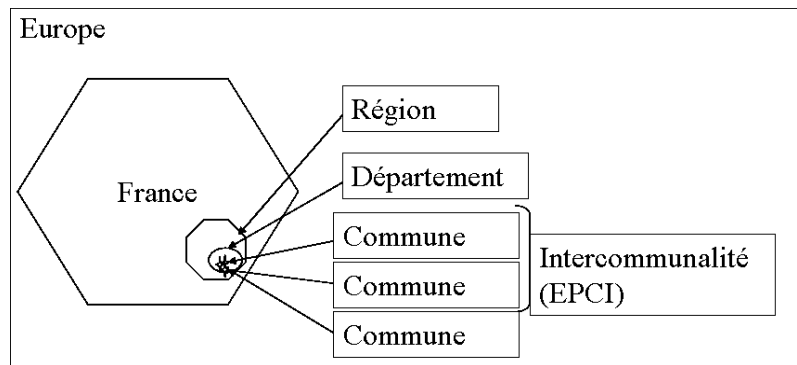 Europe
Région
Département
France
Commune
Commune
Commune
Intercommunalité
(EPCI)